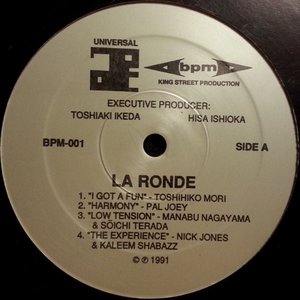 UNIVERSAL
bpm
KING STREET PRODUCTION
EXECUTIVE PRODUCER:
TOSHIAKI IKEDA HISA ISHIOKA
BPM-001 SIDE A
LA RONDE
1. "I GOT A FUN" - TOSHIHIKO MORI
2. "HARMONY" - PAL JOEY
3. "LOW TENSION" - MANABU NAGAYAMA
& SŌICHI TERADA
4. "THE EXPERIENCE" - NICK JONES
& KALEEM SHABAZZ
© ℗ 1991